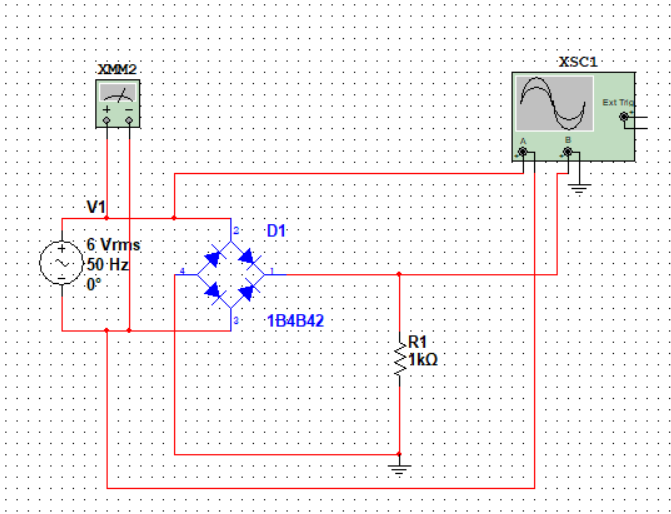 XSC1
XMM2
Ext Trig
+
+ −
A B
+ − + −
V1
+
6 Vrms
50 Hz
0°
−
2
D1
4
1
3
1B4B42
R1
1kΩ